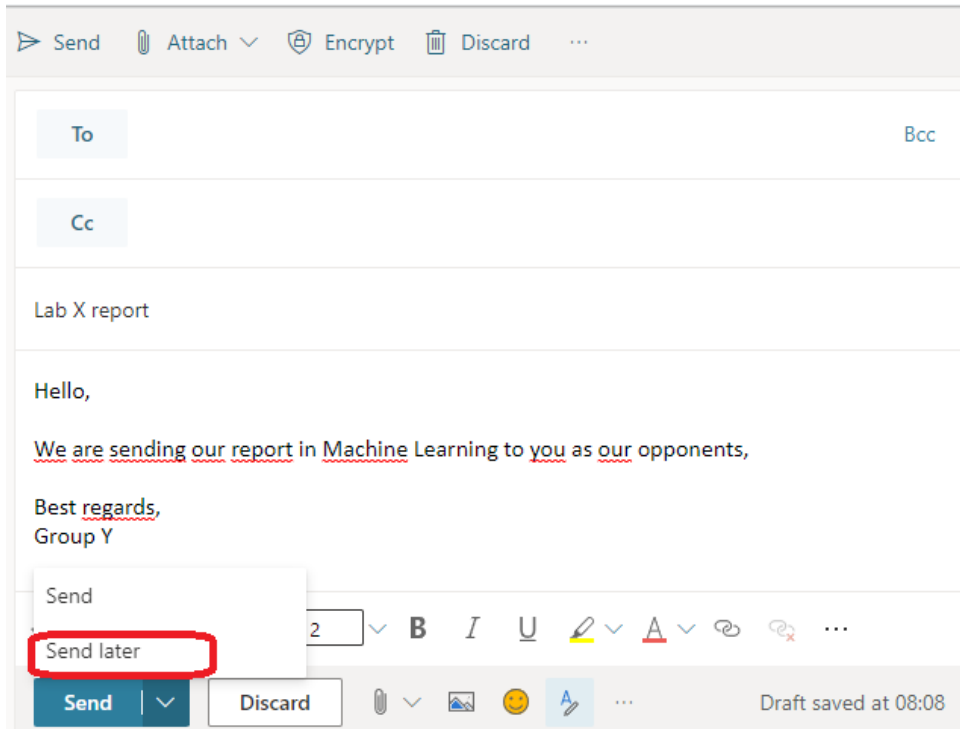 Send Attach Encrypt Discard ...
To Bcc
Cc
Lab X report
Hello,
We are sending our report in Machine Learning to you as our opponents,
Best regards,
Group Y
Send
2 B I U A ...
Send later
Send Discard A ... Draft saved at 08:08